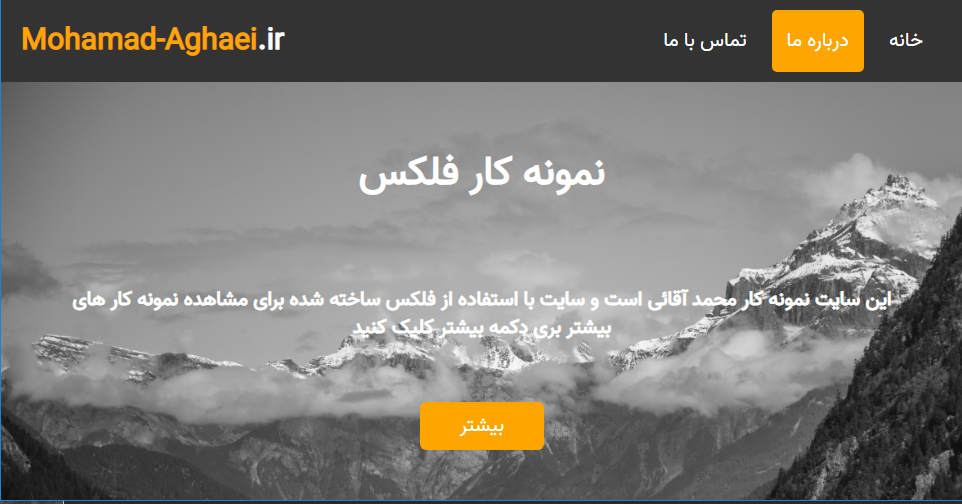 Mohamad-Aghaei.ir
خانه
درباره ما
تماس با ما
نمونه کار فلکس
این سایت نمونه کار محمد آقائی است و سایت با استفاده از فلکس ساخته شده برای مشاهده نمونه کار های
بیشتر بری دکمه بیشتر کلیک کنید
بیشتر